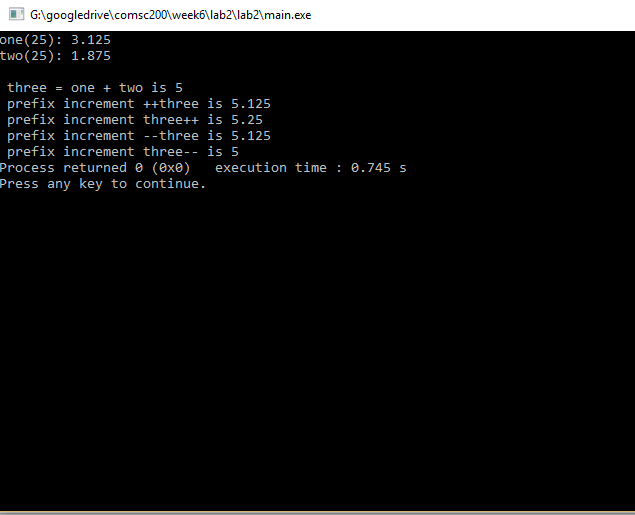 G:\googledrive\comsc200\week6\lab2\lab2\main.exe
one(25): 3.125
two(25): 1.875
three = one + two is 5
prefix increment ++three is 5.125
prefix increment three++ is 5.25
prefix increment --three is 5.125
prefix increment three-- is 5
Process returned 0 (0x0)   execution time : 0.745 s
Press any key to continue.